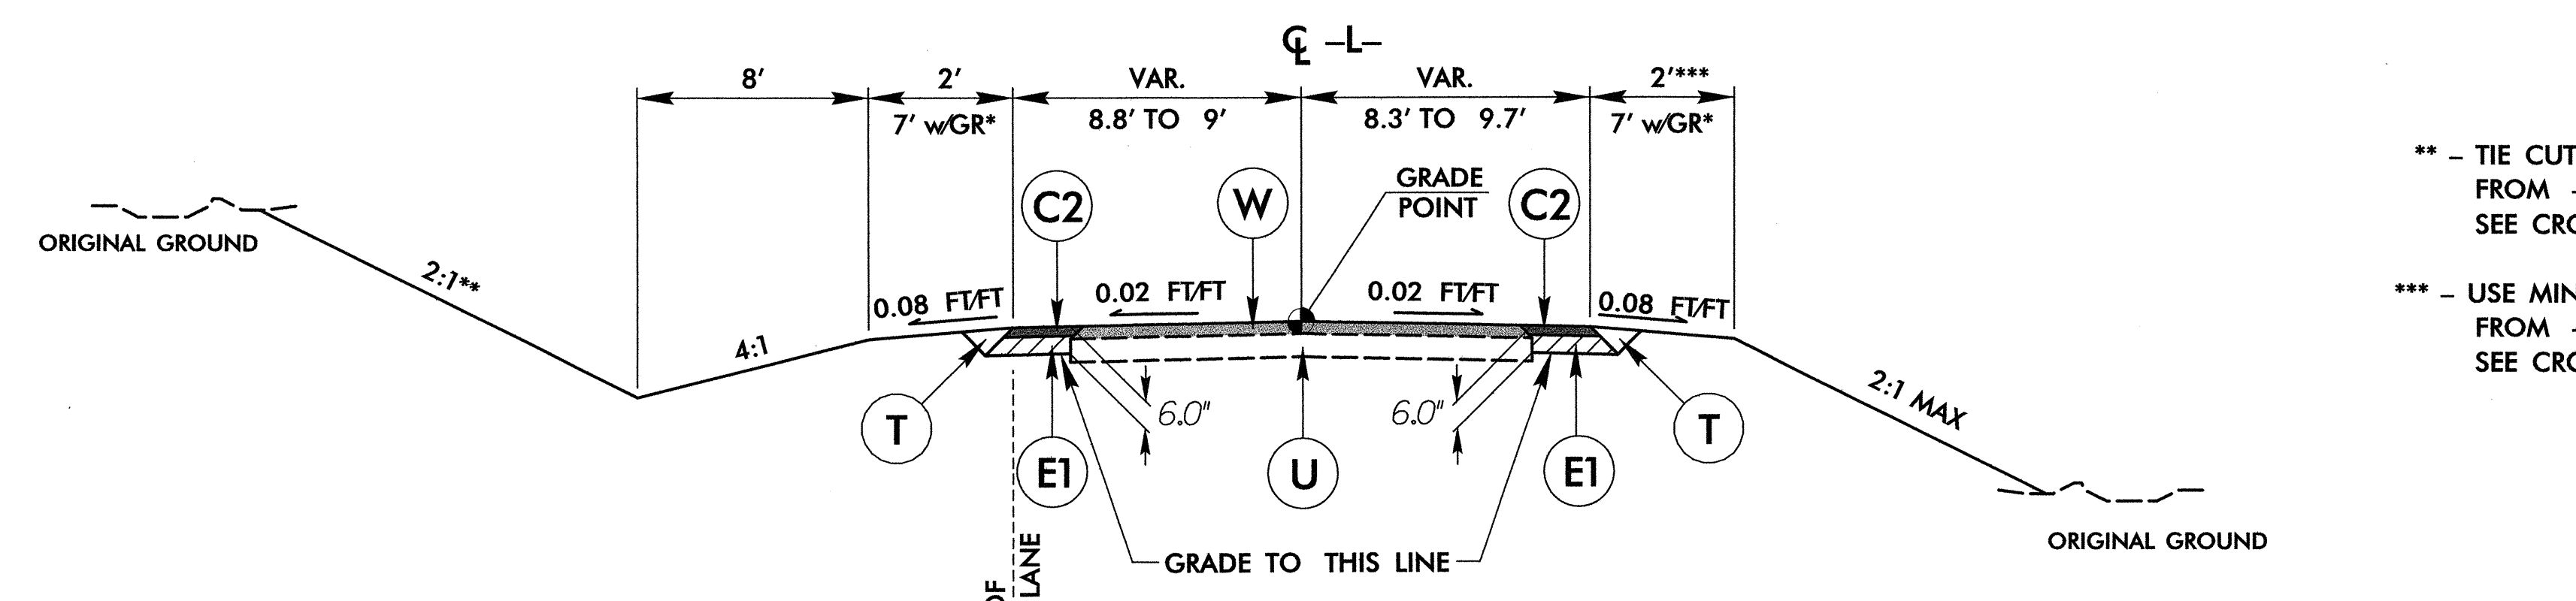 ℄ –L–
8' 2' VAR. VAR. 2'***
7' w/GR* 8.8' TO 9' 8.3' TO 9.7' 7' w/GR*
** – TIE CUT
FROM –
SEE CRO
*** – USE MIN
FROM –
SEE CRO
GRADE
POINT
C2 W C2
ORIGINAL GROUND
2:1**
0.08 FT/FT 0.02 FT/FT 0.02 FT/FT 0.08 FT/FT
4:1
2:1 MAX
6.0" 6.0"
T T
E1 U E1
GRADE TO THIS LINE
ORIGINAL GROUND
OF
LANE